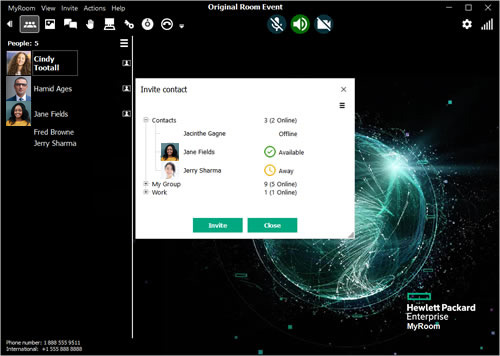 MyRoom View Invite Actions Help
Original Room Event
People: 5
Cindy
Tootall
Hamid Ages
Jane Fields
Fred Browne
Jerry Sharma
Invite contact
Contacts 3 (2 Online)
Jacinthe Gagne Offline
Jane Fields Available
Jerry Sharma Away
My Group 9 (5 Online)
Work 1 (1 Online)
Invite Close
Hewlett Packard
Enterprise
MyRoom
Phone number: 1 888 555 9511
International: +1 555 888 8888